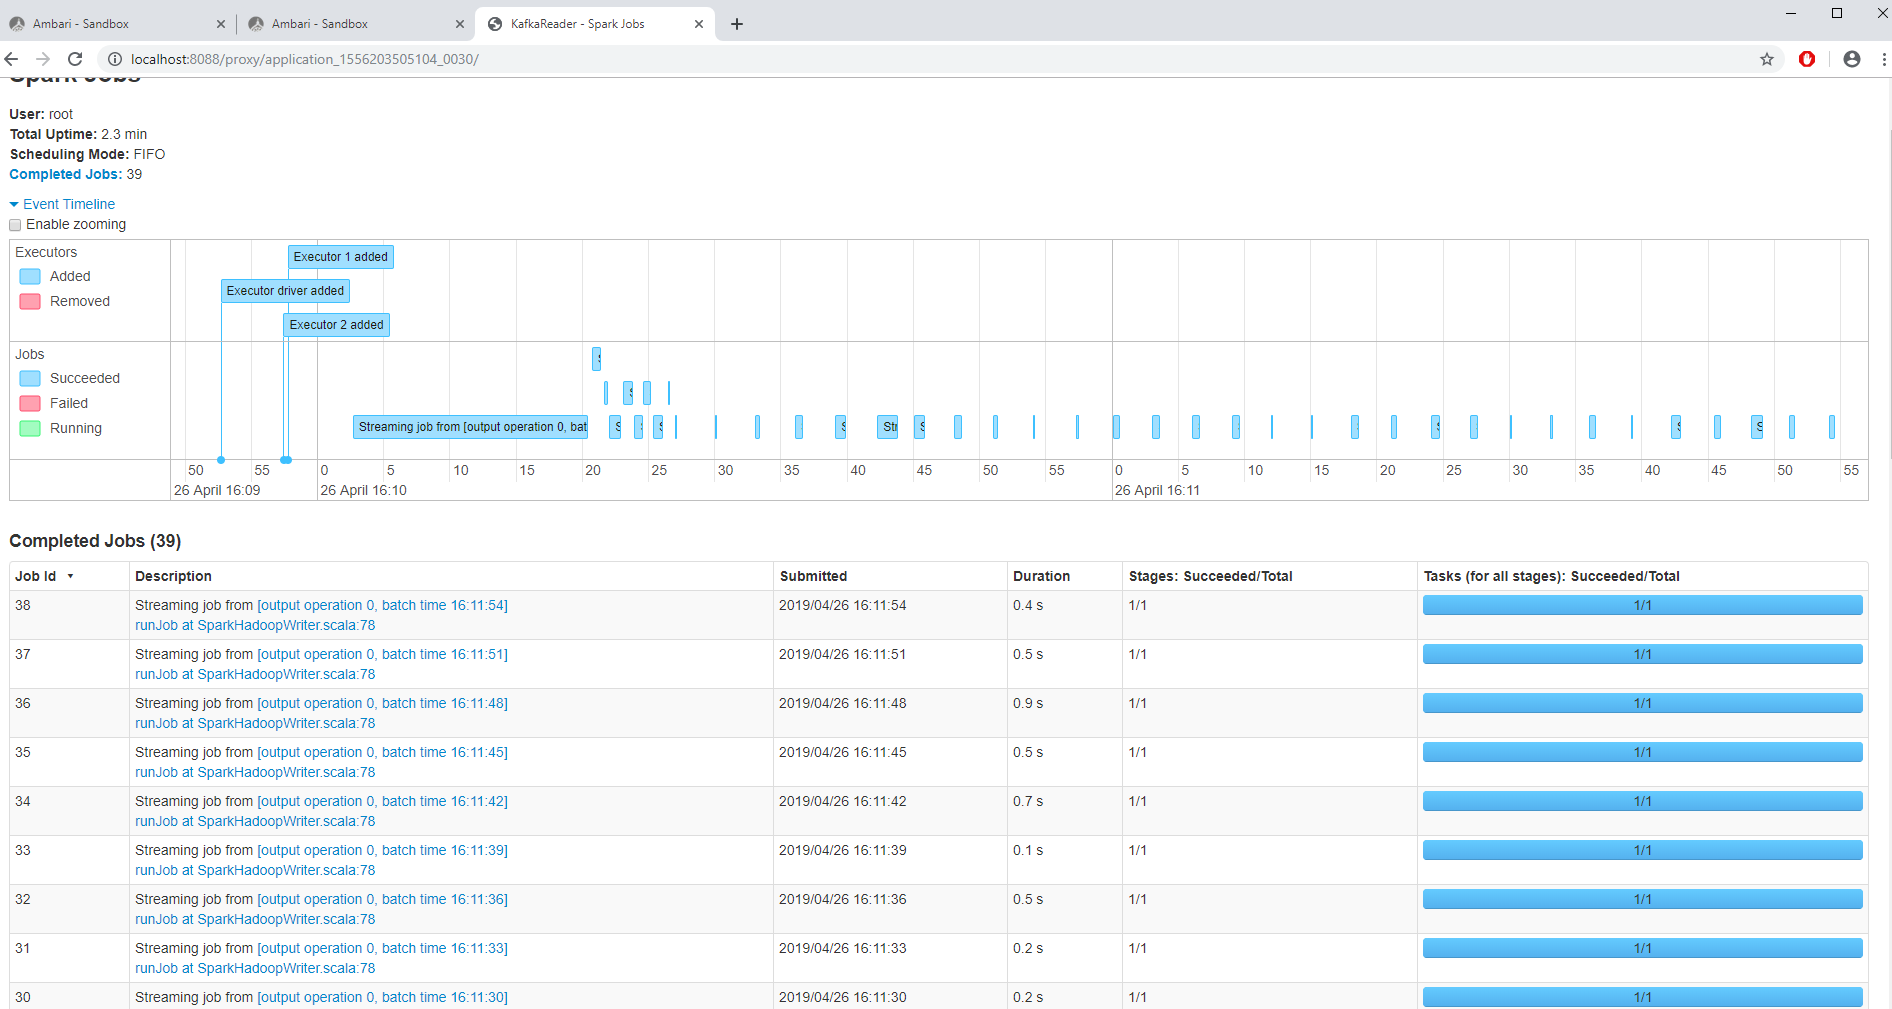 Ambari - Sandbox
Ambari - Sandbox
KafkaReader - Spark Jobs
localhost:8088/proxy/application_1556203505104_0030/
Spark Jobs
User: root
Total Uptime: 2.3 min
Scheduling Mode: FIFO
Completed Jobs: 39
Event Timeline
Enable zooming
Executors
Added
Removed
Executor 1 added
Executor driver added
Executor 2 added
Jobs
Succeeded
Failed
Running
Streaming job from [output operation 0, bat
Str
50 55 0 5 10 15 20 25 30 35 40 45 50 55 0 5 10 15 20 25 30 35 40 45 50 55
26 April 16:09 26 April 16:10 26 April 16:11
Completed Jobs (39)
Job Id Description Submitted Duration Stages: Succeeded/Total Tasks (for all stages): Succeeded/Total
38 Streaming job from [output operation 0, batch time 16:11:54] 2019/04/26 16:11:54 0.4 s 1/1 1/1
runJob at SparkHadoopWriter.scala:78
37 Streaming job from [output operation 0, batch time 16:11:51] 2019/04/26 16:11:51 0.5 s 1/1 1/1
runJob at SparkHadoopWriter.scala:78
36 Streaming job from [output operation 0, batch time 16:11:48] 2019/04/26 16:11:48 0.9 s 1/1 1/1
runJob at SparkHadoopWriter.scala:78
35 Streaming job from [output operation 0, batch time 16:11:45] 2019/04/26 16:11:45 0.5 s 1/1 1/1
runJob at SparkHadoopWriter.scala:78
34 Streaming job from [output operation 0, batch time 16:11:42] 2019/04/26 16:11:42 0.7 s 1/1 1/1
runJob at SparkHadoopWriter.scala:78
33 Streaming job from [output operation 0, batch time 16:11:39] 2019/04/26 16:11:39 0.1 s 1/1 1/1
runJob at SparkHadoopWriter.scala:78
32 Streaming job from [output operation 0, batch time 16:11:36] 2019/04/26 16:11:36 0.5 s 1/1 1/1
runJob at SparkHadoopWriter.scala:78
31 Streaming job from [output operation 0, batch time 16:11:33] 2019/04/26 16:11:33 0.2 s 1/1 1/1
runJob at SparkHadoopWriter.scala:78
30 Streaming job from [output operation 0, batch time 16:11:30] 2019/04/26 16:11:30 0.2 s 1/1 1/1